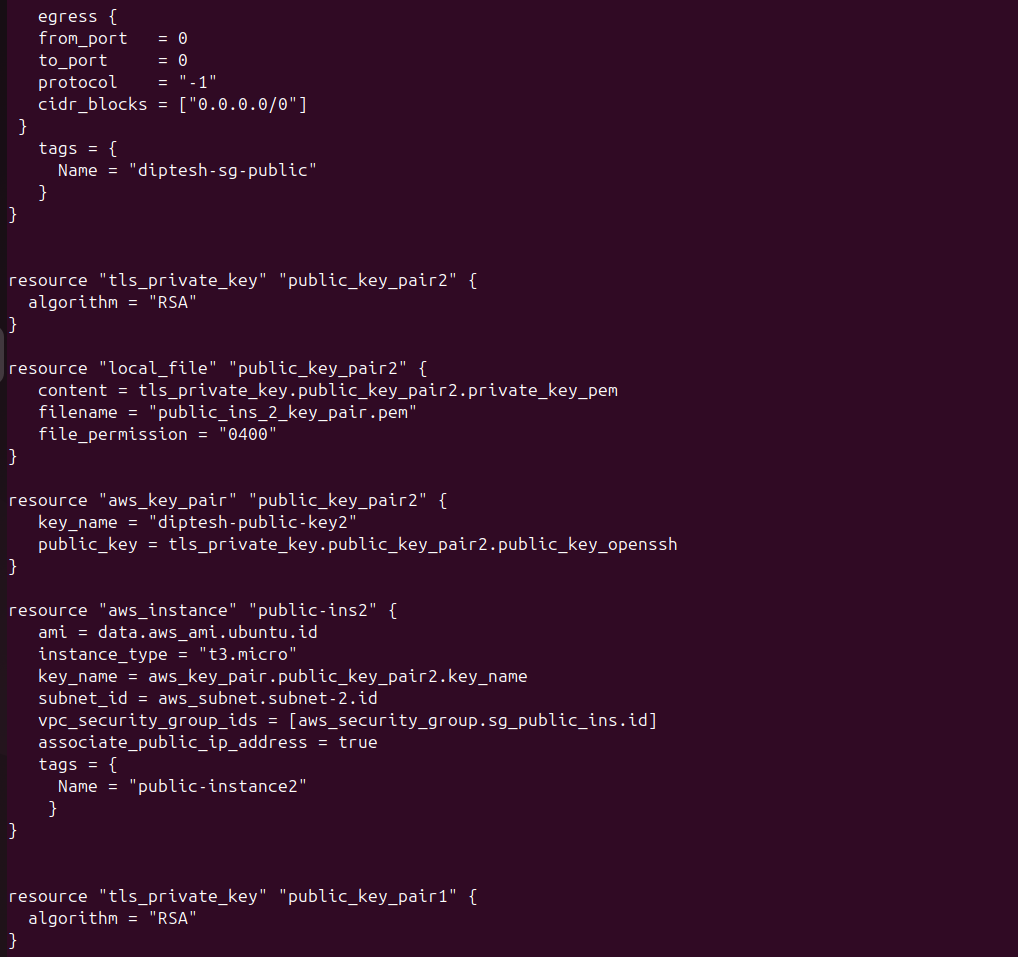 egress {
   from_port   = 0
   to_port     = 0
   protocol    = "-1"
   cidr_blocks = ["0.0.0.0/0"]
 }
   tags = {
     Name = "diptesh-sg-public"
   }
}


resource "tls_private_key" "public_key_pair2" {
  algorithm = "RSA"
}

resource "local_file" "public_key_pair2" {
   content = tls_private_key.public_key_pair2.private_key_pem
   filename = "public_ins_2_key_pair.pem"
   file_permission = "0400"
}

resource "aws_key_pair" "public_key_pair2" {
   key_name = "diptesh-public-key2"
   public_key = tls_private_key.public_key_pair2.public_key_openssh
}

resource "aws_instance" "public-ins2" {
   ami = data.aws_ami.ubuntu.id
   instance_type = "t3.micro"
   key_name = aws_key_pair.public_key_pair2.key_name
   subnet_id = aws_subnet.subnet-2.id
   vpc_security_group_ids = [aws_security_group.sg_public_ins.id]
   associate_public_ip_address = true
   tags = {
     Name = "public-instance2"
    }
}


resource "tls_private_key" "public_key_pair1" {
  algorithm = "RSA"
}